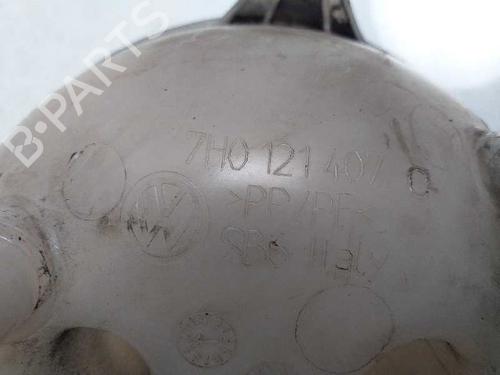 B-PARTS
7H0 121 407
>PP/PE<
SB6 Italy